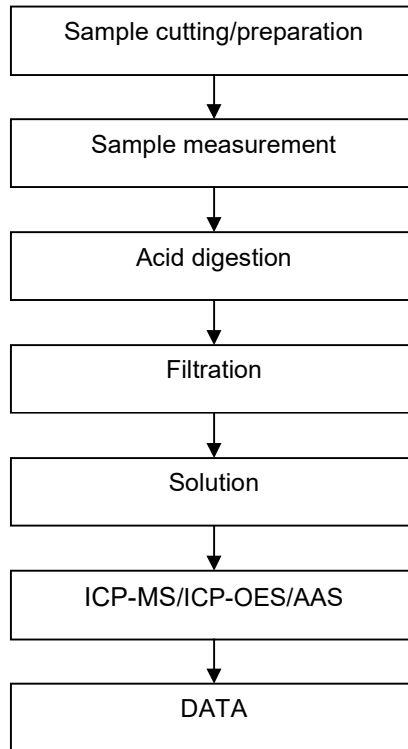 Sample cutting/preparation
Sample measurement
Acid digestion
Filtration
Solution
ICP-MS/ICP-OES/AAS
DATA